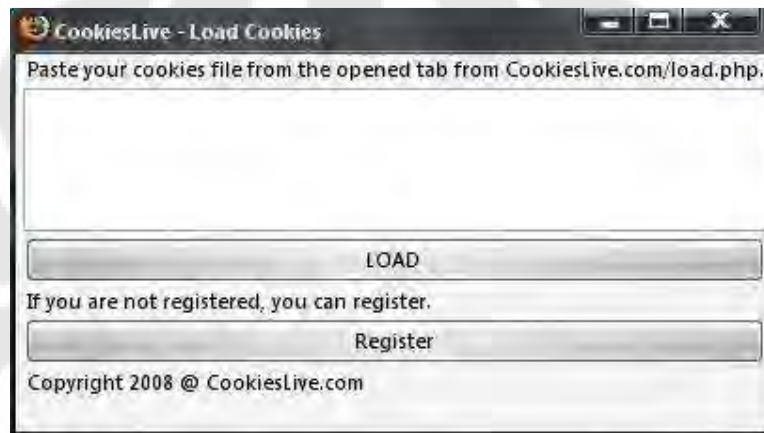 CookiesLive - Load Cookies
Paste your cookies file from the opened tab from CookiesLive.com/load.php.
LOAD
If you are not registered, you can register.
Register
Copyright 2008 @ CookiesLive.com